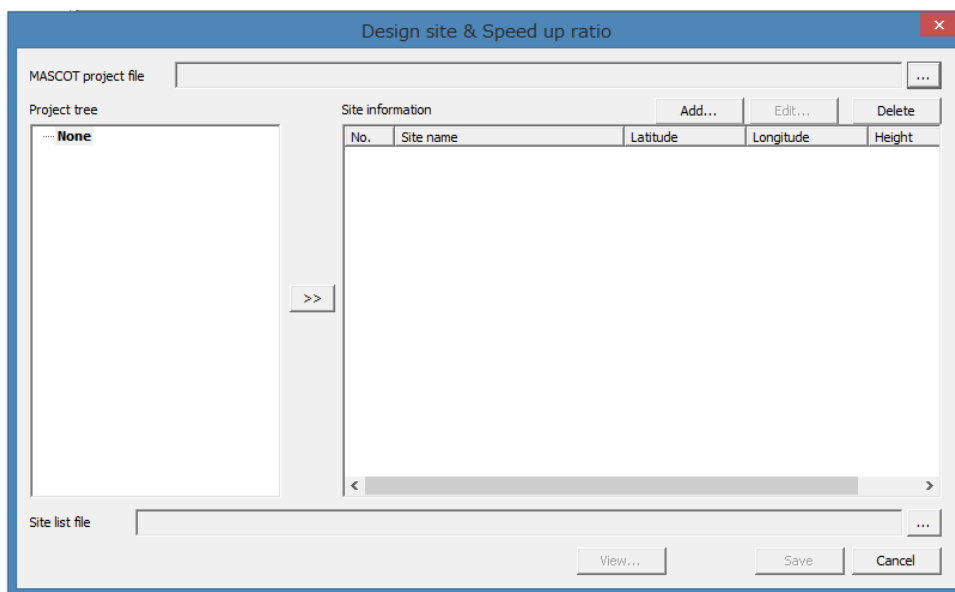 Design site & Speed up ratio
MASCOT project file ...
Project tree Site information Add... Edit... Delete
None
No. Site name Latitude Longitude Height
>>
Site list file ...
View... Save Cancel